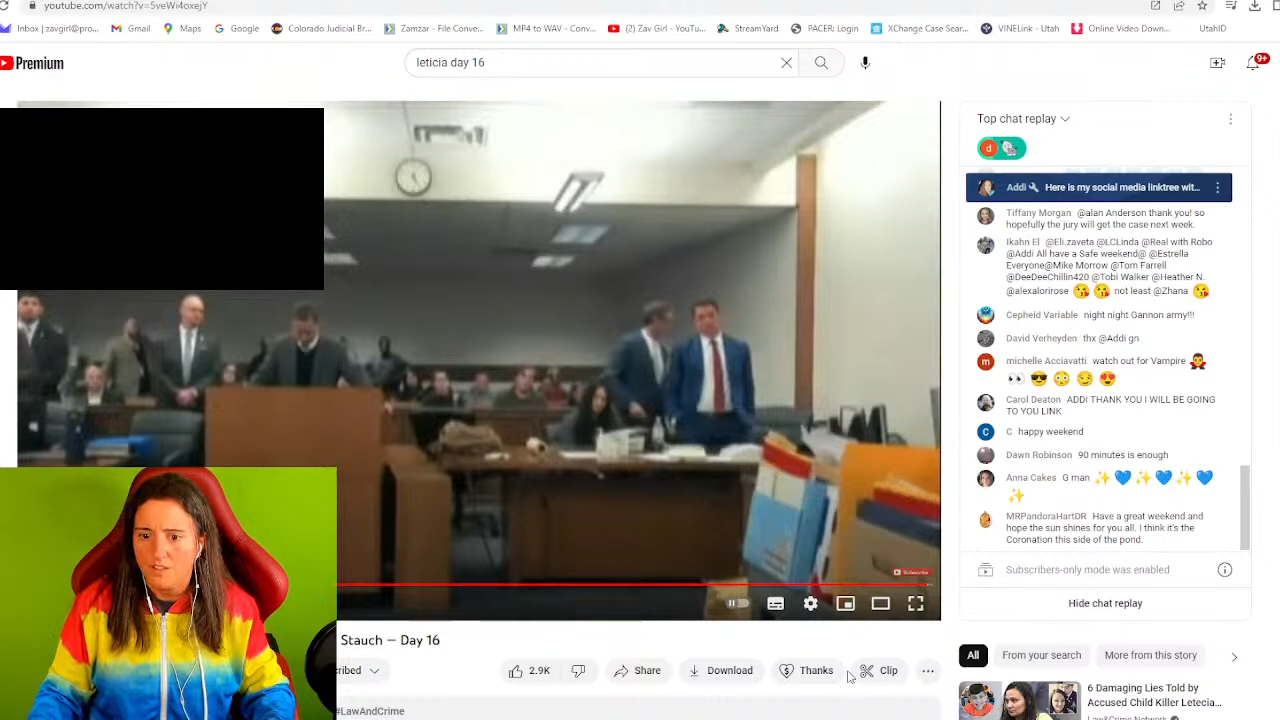 youtube.com/watch?v=5veWi4oxeJY
Inbox | zavgirl@pro...
Gmail
Maps
Google
Colorado Judicial Br...
Zamzar - File Conve...
MP4 to WAV - Conv...
(2) Zav Girl - YouTu...
StreamYard
PACER: Login
XChange Case Sear...
VINELink - Utah
Online Video Down...
UtahID
Premium
leticia day 16
9+
Top chat replay
d
Addi Here is my social media linktree wit...
Tiffany Morgan @alan Anderson thank you! so
hopefully the jury will get the case next week.
Ikahn El @Eli.zaveta @LCLinda @Real with Robo
@Addi All have a Safe weekend@ @Estrella
Everyone@Mike Morrow @Tom Farrell
@DeeDeeChillin420 @Tobi Walker @Heather N.
@alexalorirose 😘 😘 not least @Zhana 😘
Cepheid Variable night night Gannon army!!!
David Verheyden thx @Addi gn
m
michelle Acciavatti watch out for Vampire 🧛
👀 😎 😳 😏 😍
Carol Deaton ADDI THANK YOU I WILL BE GOING
TO YOU LINK
C
C happy weekend
Dawn Robinson 90 minutes is enough
Anna Cakes G man ✨ 💙 ✨ 💙 ✨ 💙
✨
MRPandoraHartDR Have a great weekend and
hope the sun shines for you all. I think it's the
Coronation this side of the pond.
Subscribers-only mode was enabled
Hide chat replay
Subscribe
Stauch — Day 16
ribed
2.9K
Share
Download
Thanks
Clip
#LawAndCrime
All
From your search
More from this story
6 Damaging Lies Told by
Accused Child Killer Letecia...
Law&Crime Network